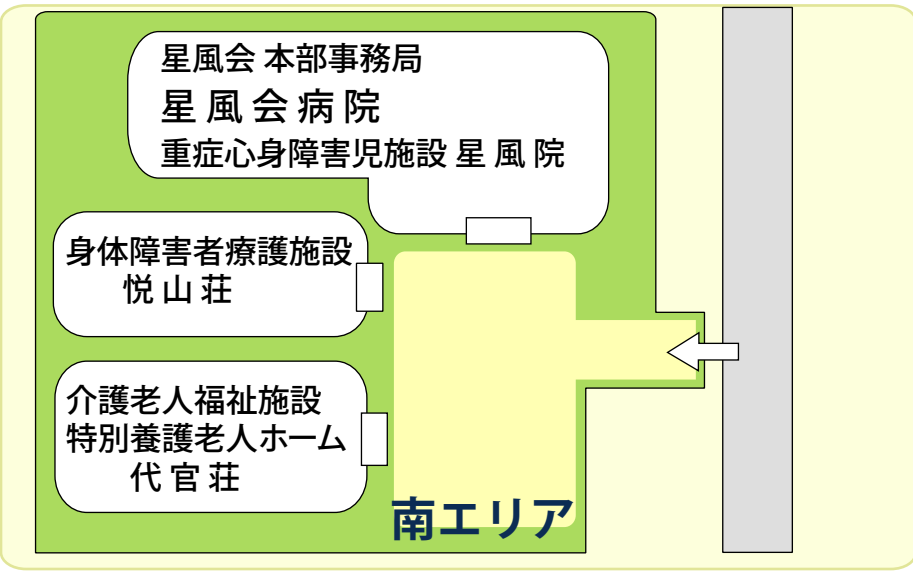 星風会 本部事務局
星 風 会 病 院
重症心身障害児施設 星 風 院
身体障害者療護施設
悦 山 荘
介護老人福祉施設
特別養護老人ホーム
代 官 荘
南エリア